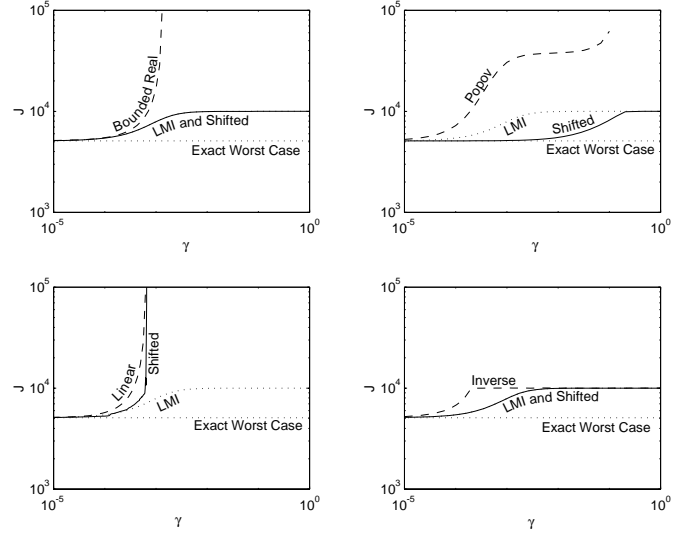 10^5
10^4
10^3
J
Bounded Real
LMI and Shifted
Exact Worst Case
10^-5
10^0
γ
10^5
10^4
10^3
J
Popov
LMI
Shifted
Exact Worst Case
10^-5
10^0
γ
10^5
10^4
10^3
J
Linear
Shifted
LMI
Exact Worst Case
10^-5
10^0
γ
10^5
10^4
10^3
J
Inverse
LMI and Shifted
Exact Worst Case
10^-5
10^0
γ